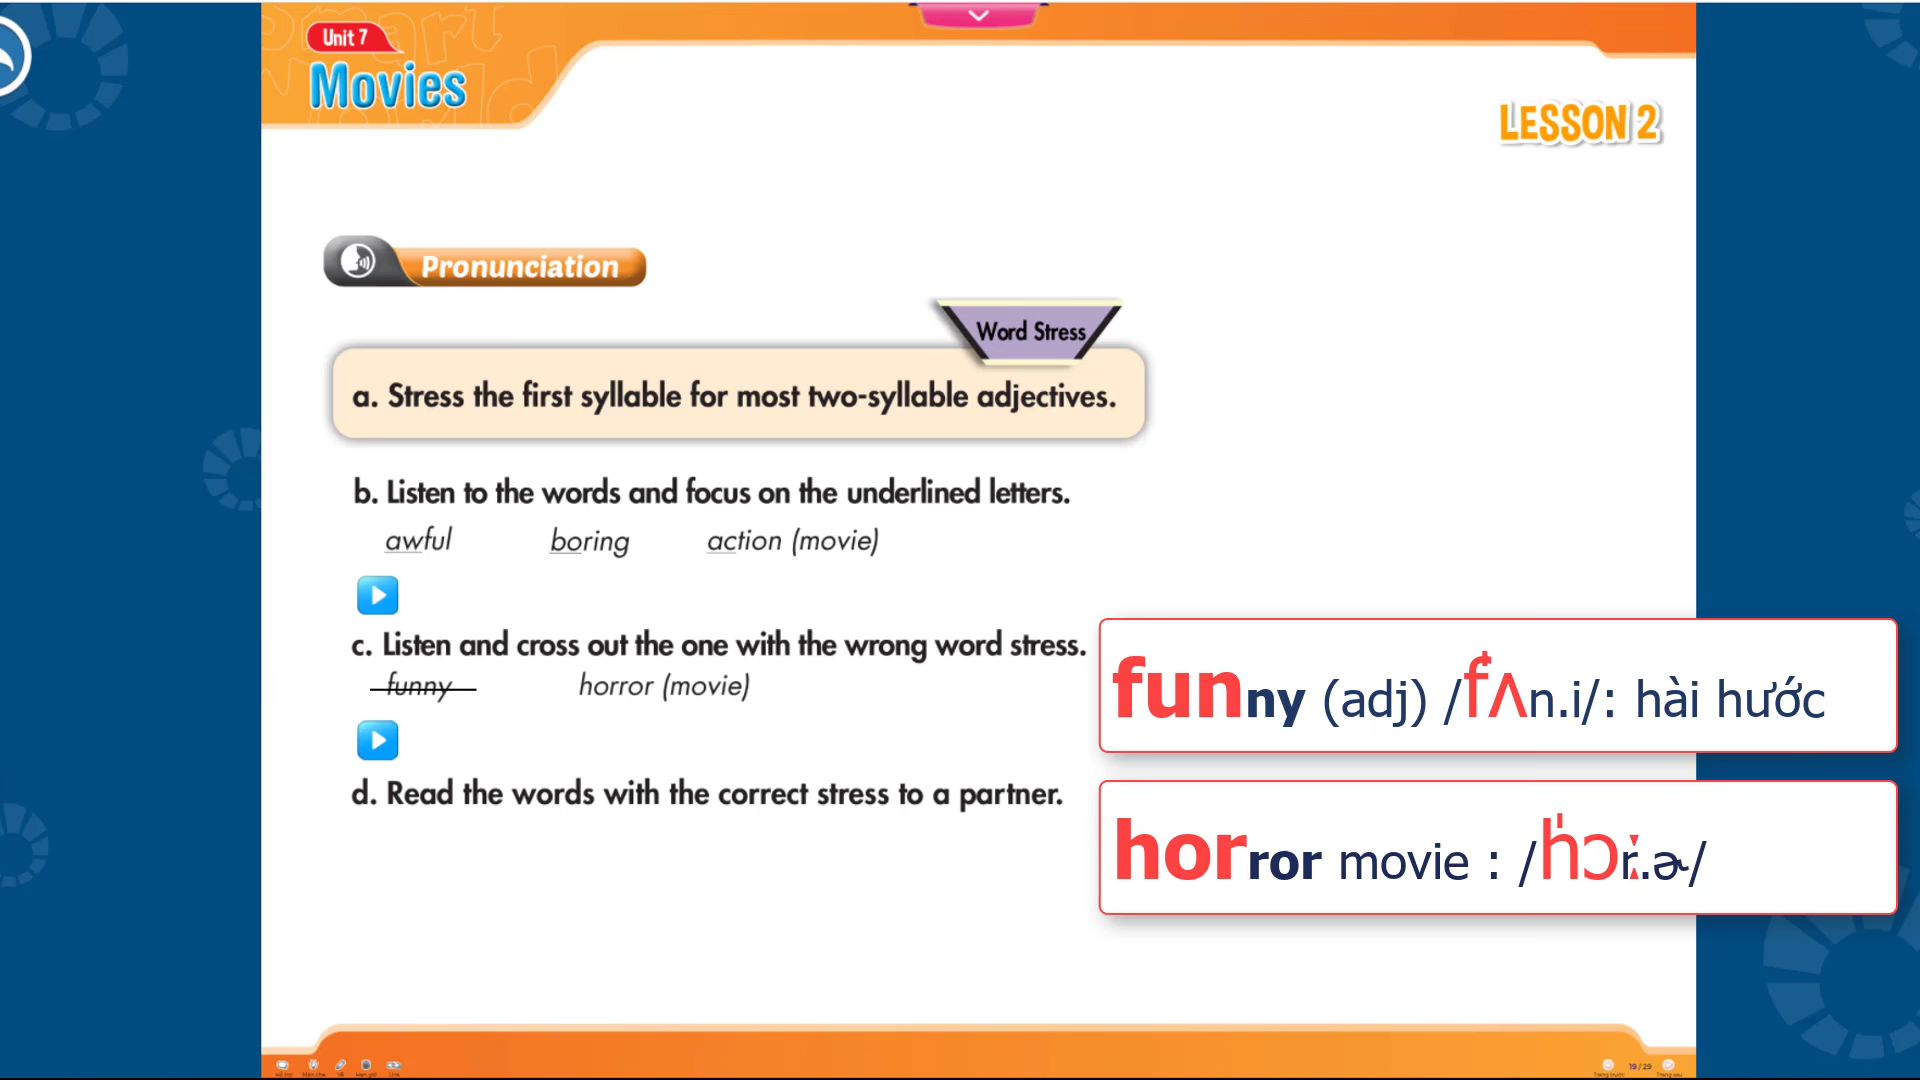 Unit 7
Movies
LESSON 2
Pronunciation
Word Stress
a. Stress the first syllable for most two-syllable adjectives.
b. Listen to the words and focus on the underlined letters.
awful boring action (movie)
c. Listen and cross out the one with the wrong word stress.
funny horror (movie)
d. Read the words with the correct stress to a partner.
funny (adj) /ˈfʌn.i/: hài hước
horror movie : /ˈhɔːr.ɚ/
19 / 29